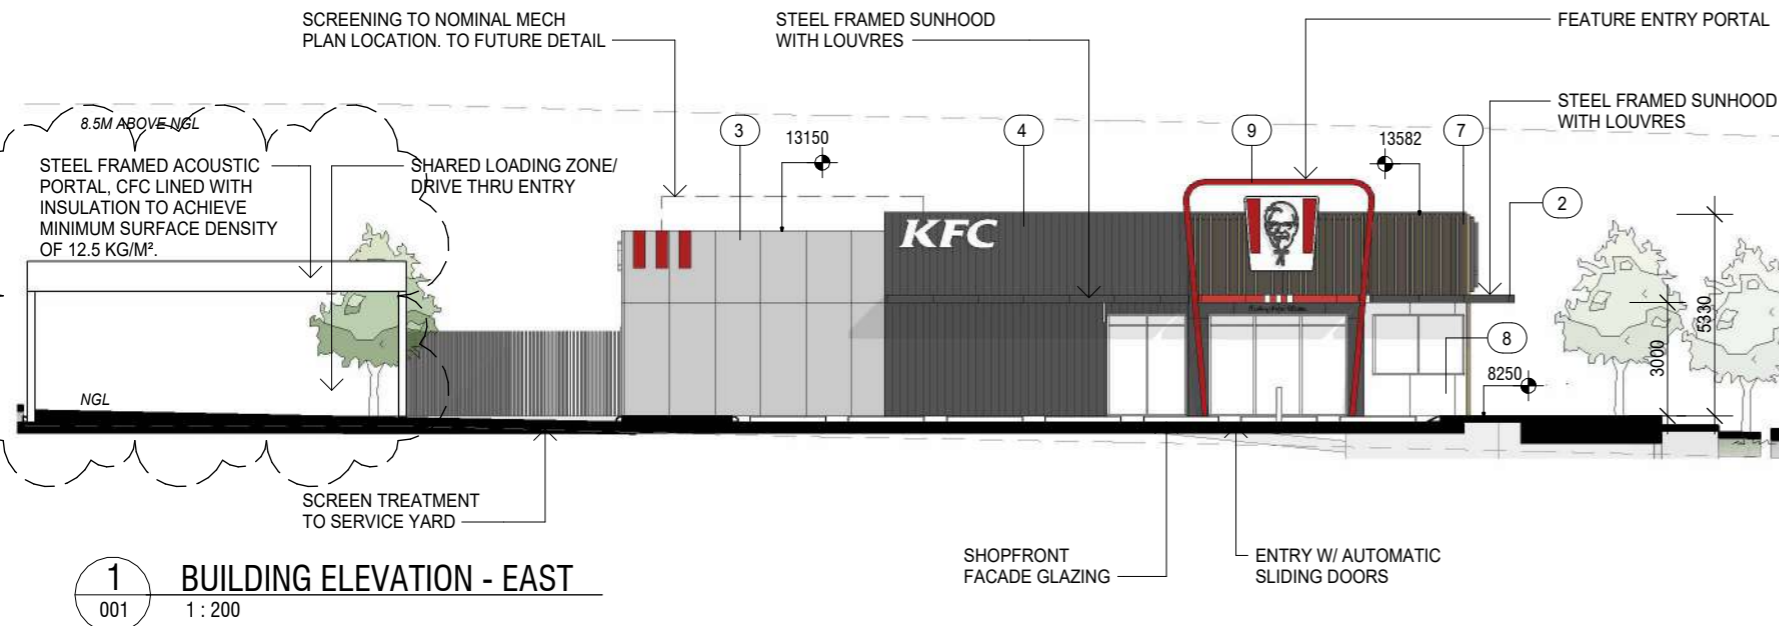 SCREENING TO NOMINAL MECH
PLAN LOCATION. TO FUTURE DETAIL
STEEL FRAMED SUNHOOD
WITH LOUVRES
FEATURE ENTRY PORTAL
STEEL FRAMED SUNHOOD
WITH LOUVRES
8.5M ABOVE NGL
STEEL FRAMED ACOUSTIC
PORTAL, CFC LINED WITH
INSULATION TO ACHIEVE
MINIMUM SURFACE DENSITY
OF 12.5 KG/M².
SHARED LOADING ZONE/
DRIVE THRU ENTRY
3
13150
4
9
13582
7
2
KFC
5330
3000
8
8250
NGL
SCREEN TREATMENT
TO SERVICE YARD
SHOPFRONT
FACADE GLAZING
ENTRY W/ AUTOMATIC
SLIDING DOORS
1
001
BUILDING ELEVATION - EAST
1 : 200